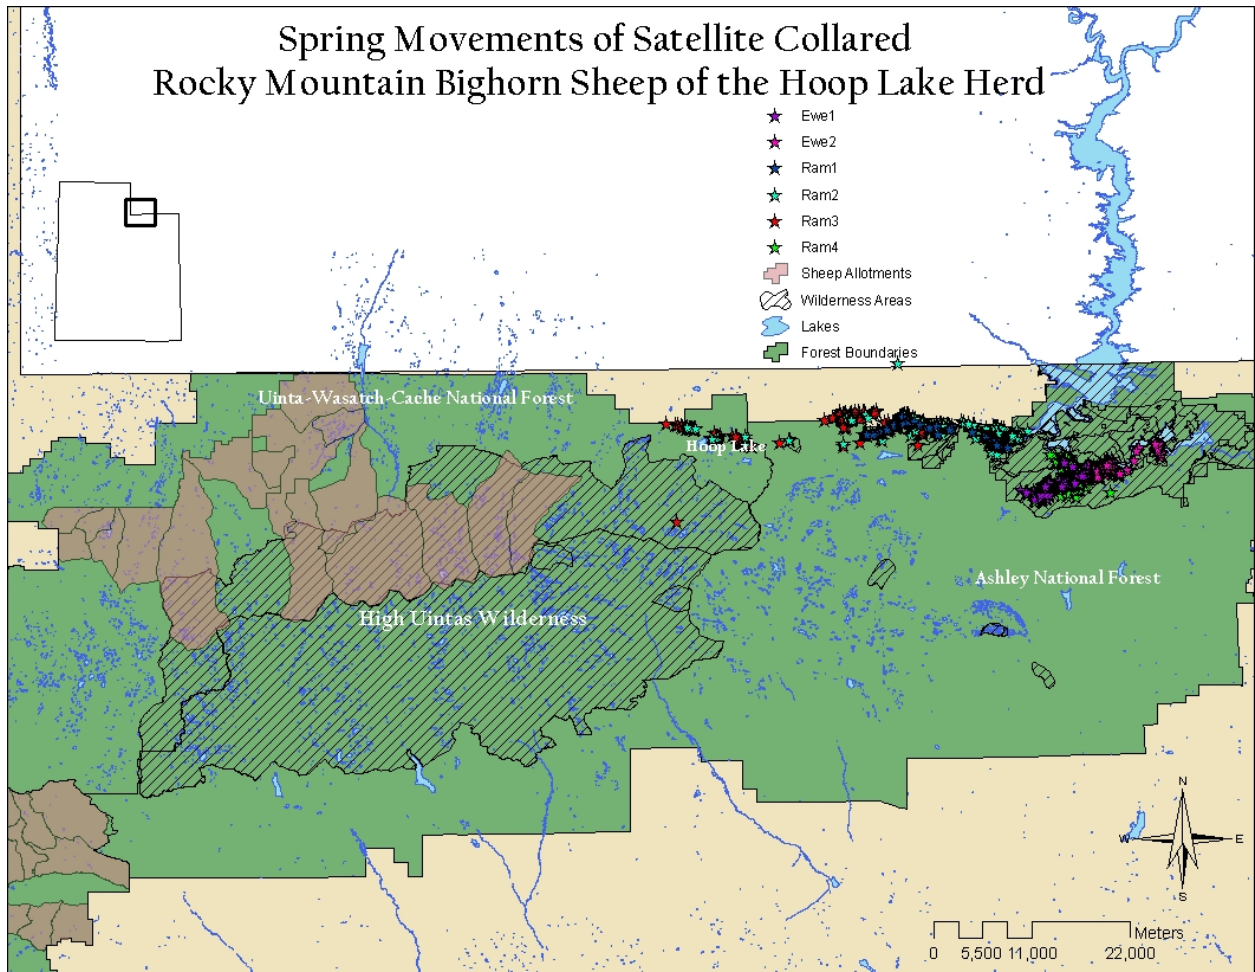 Spring Movements of Satellite Collared
Rocky Mountain Bighorn Sheep of the Hoop Lake Herd
Ewe1
Ewe2
Ram1
Ram2
Ram3
Ram4
Sheep Allotments
Wilderness Areas
Lakes
Forest Boundaries
Uinta-Wasatch-Cache National Forest
Hoop Lake
Ashley National Forest
High Uintas Wilderness
N
W
E
S
Meters
0 5,500 11,000 22,000